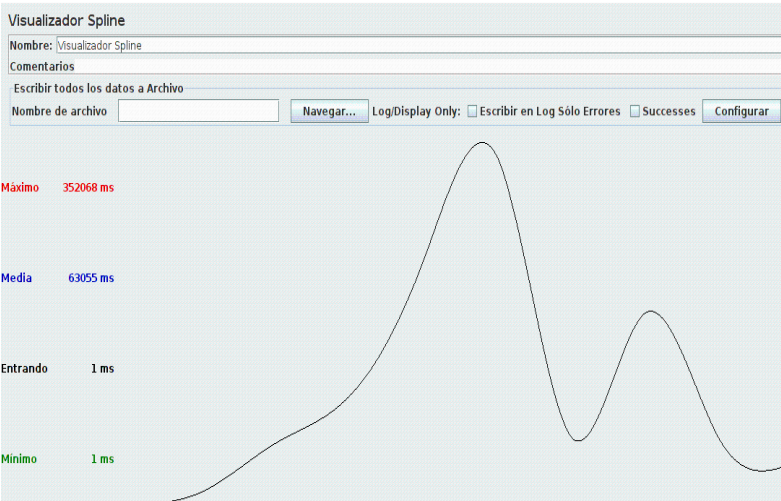 Visualizador Spline
Nombre: Visualizador Spline
Comentarios
Escribir todos los datos a Archivo
Nombre de archivo Navegar... Log/Display Only: Escribir en Log Sólo Errores Successes Configurar
Máximo 352068 ms
Media 63055 ms
Entrando 1 ms
Mínimo 1 ms